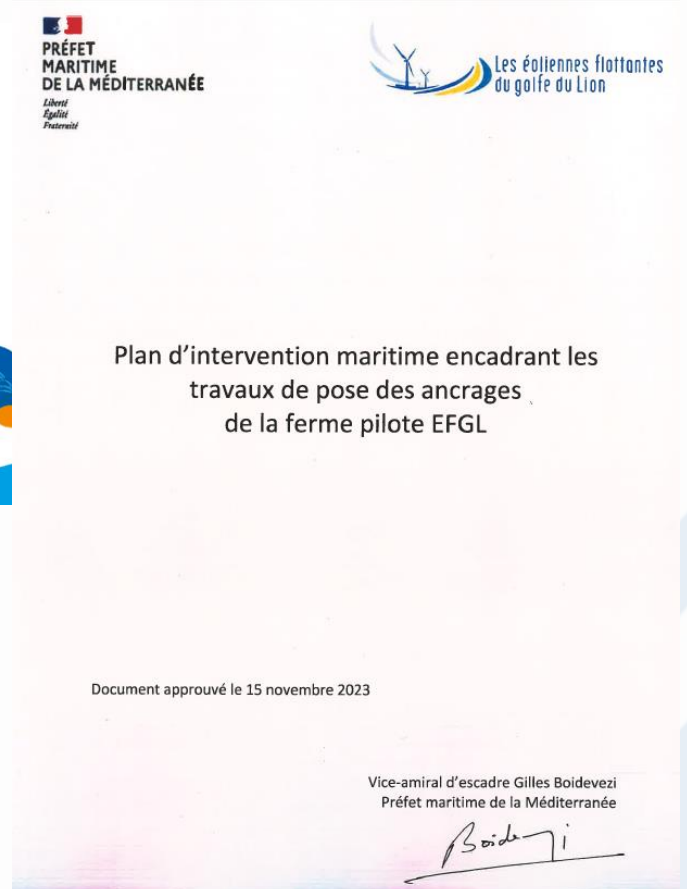 PRÉFET
MARITIME
DE LA MÉDITERRANÉE
Liberté
Égalité
Fraternité
Les éoliennes flottantes
du golfe du Lion
Plan d'intervention maritime encadrant les
travaux de pose des ancrages
de la ferme pilote EFGL
Document approuvé le 15 novembre 2023
Vice-amiral d'escadre Gilles Boidevezi
Préfet maritime de la Méditerranée
Boidevezi